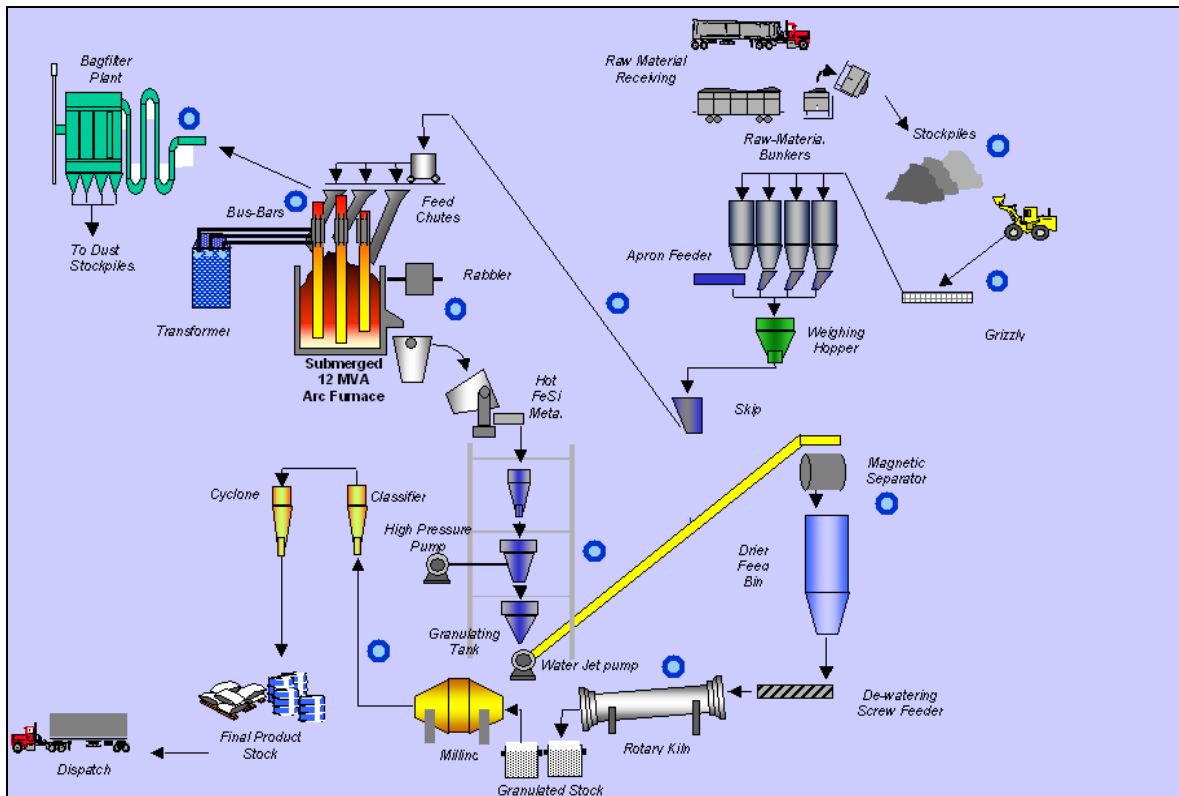 Bagfilter
Plant
Raw Material
Receiving
Stockpiles
Raw-Materia.
Bunkers
Feed
Chutes
Bus-Bars
To Dust
Stockpiles.
Apron Feeder
Rabbler
Transformer
Weighing
Hopper
Grizzly
Submerged
12 MVA
Arc Furnace
Hot
FeSi
Meta.
Skip
Magnetic
Separator
Cyclone
Classifier
High Pressure
Pump
Drier
Feed
Bin
Granulating
Tank
Water Jet pump
De-watering
Screw Feeder
Final Product
Stock
Millinc
Rotary Kiln
Dispatch
Granulated Stock